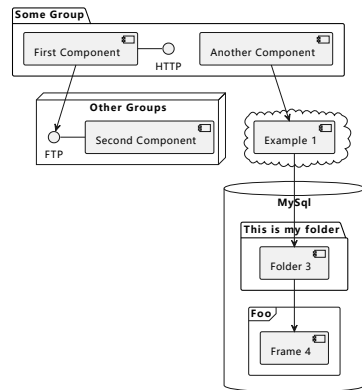 Some Group
First Component
HTTP
Another Component
Other Groups
FTP
Second Component
Example 1
MySql
This is my folder
Folder 3
Foo
Frame 4